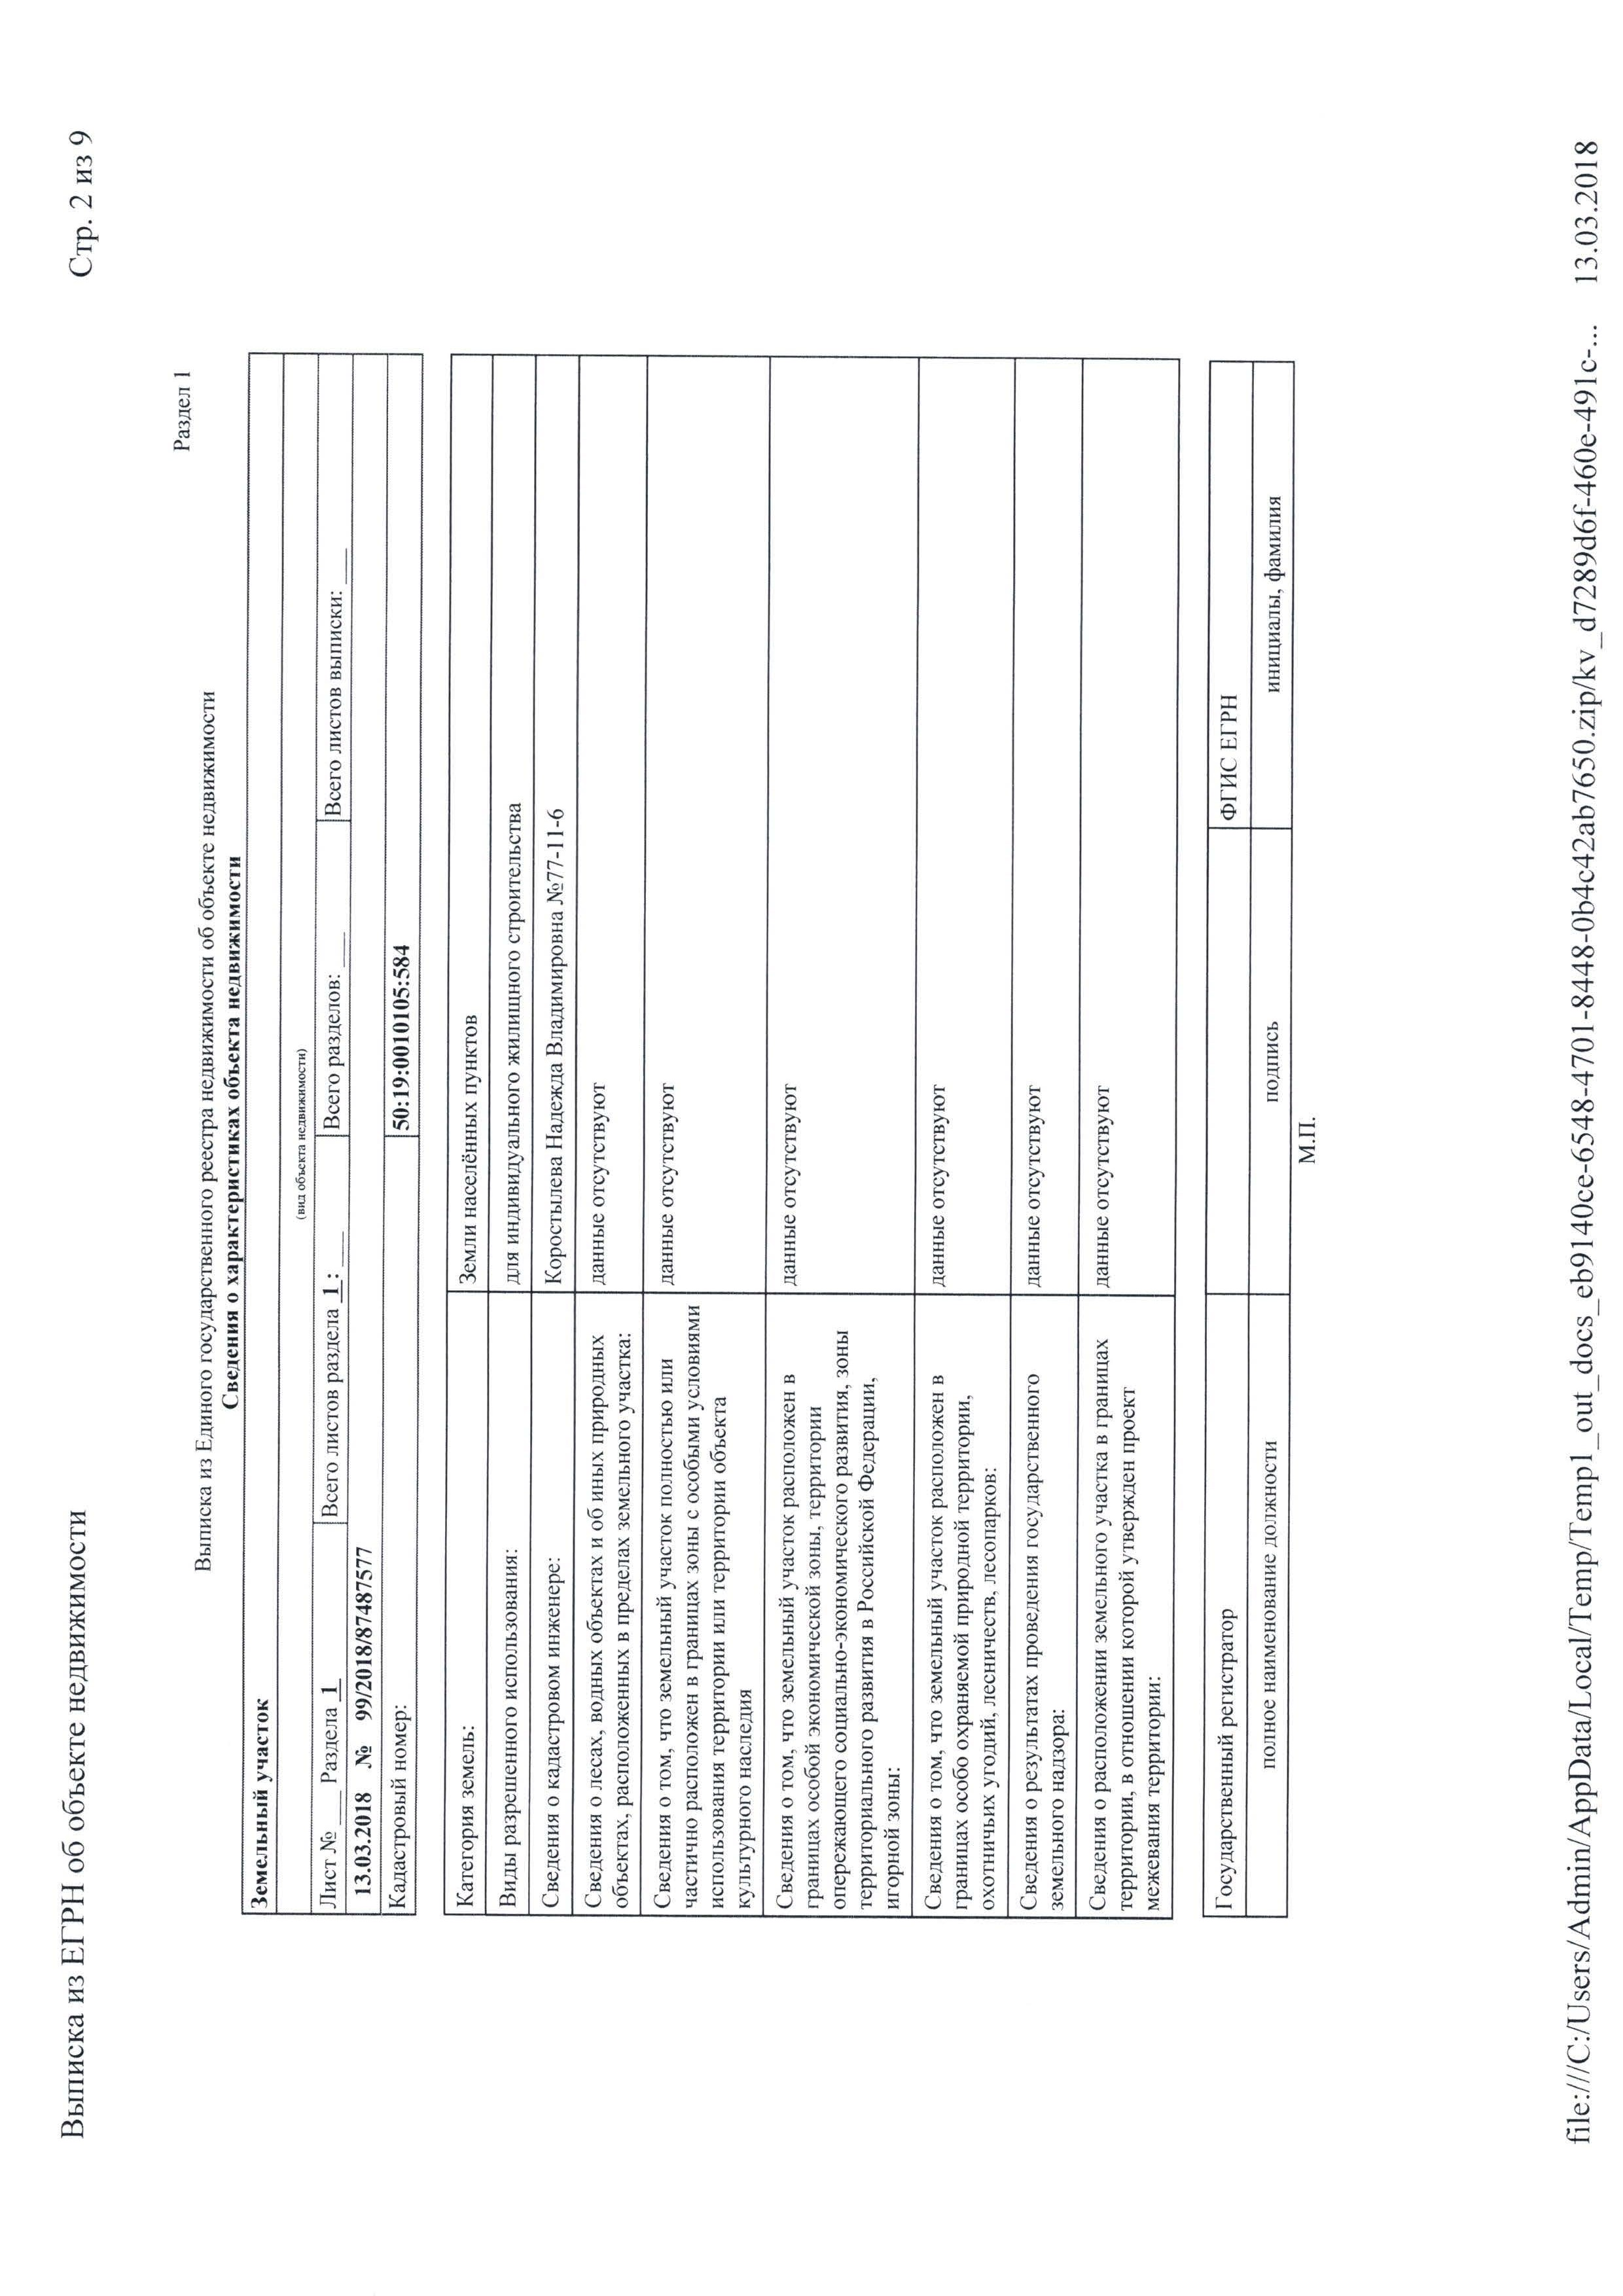 Выписка из ЕГРН об объекте недвижимости Стр. 2 из 9
Раздел 1
Выписка из Единого государственного реестра недвижимости об объекте недвижимости
Сведения о характеристиках объекта недвижимости
Земельный участок
(вид объекта недвижимости)
Лист № ___ Раздела 1 Всего листов раздела 1 : ___ Всего разделов: ___ Всего листов выписки: ___
13.03.2018 № 99/2018/87487577
Кадастровый номер: 50:19:0010105:584
Категория земель: Земли населённых пунктов
Виды разрешенного использования: для индивидуального жилищного строительства
Сведения о кадастровом инженере: Коростылева Надежда Владимировна №77-11-6
Сведения о лесах, водных объектах и об иных природных данные отсутствуют
объектах, расположенных в пределах земельного участка:
Сведения о том, что земельный участок полностью или данные отсутствуют
частично расположен в границах зоны с особыми условиями
использования территории или территории объекта
культурного наследия
Сведения о том, что земельный участок расположен в данные отсутствуют
границах особой экономической зоны, территории
опережающего социально-экономического развития, зоны
территориального развития в Российской Федерации,
игорной зоны:
Сведения о том, что земельный участок расположен в данные отсутствуют
границах особо охраняемой природной территории,
охотничьих угодий, лесничеств, лесопарков:
Сведения о результатах проведения государственного данные отсутствуют
земельного надзора:
Сведения о расположении земельного участка в границах данные отсутствуют
территории, в отношении которой утвержден проект
межевания территории:
Государственный регистратор ФГИС ЕГРН
полное наименование должности подпись инициалы, фамилия
М.П.
file:///C:/Users/Admin/AppData/Local/Temp/Temp1_out_docs_eb9140ce-6548-4701-8448-0b4c42ab7650.zip/kv_d7289d6f-460e-491c-... 13.03.2018